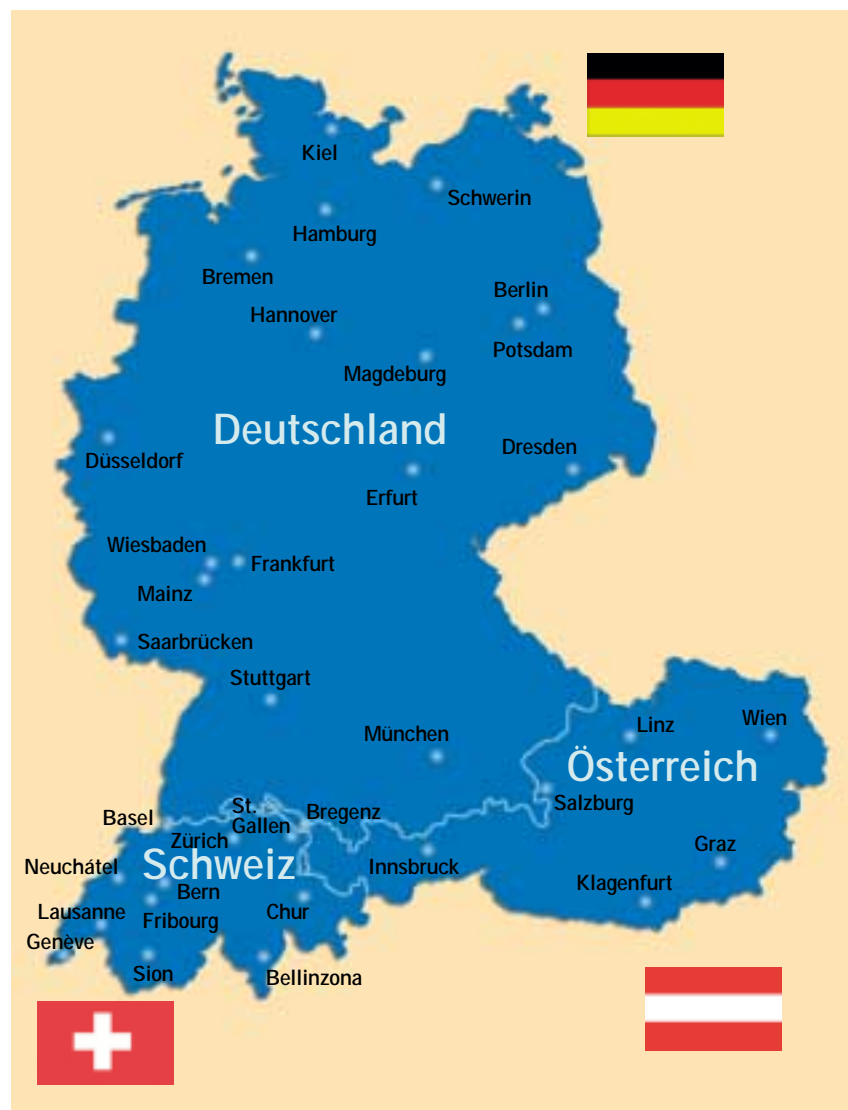 Kiel
Schwerin
Hamburg
Bremen
Berlin
Hannover
Potsdam
Magdeburg
Deutschland
Düsseldorf
Dresden
Erfurt
Wiesbaden
Frankfurt
Mainz
Saarbrücken
Stuttgart
München
Linz
Wien
Österreich
Salzburg
St.
Gallen
Bregenz
Basel
Zürich
Schweiz
Innsbruck
Graz
Neuchátel
Klagenfurt
Bern
Lausanne
Fribourg
Chur
Genève
Sion
Bellinzona